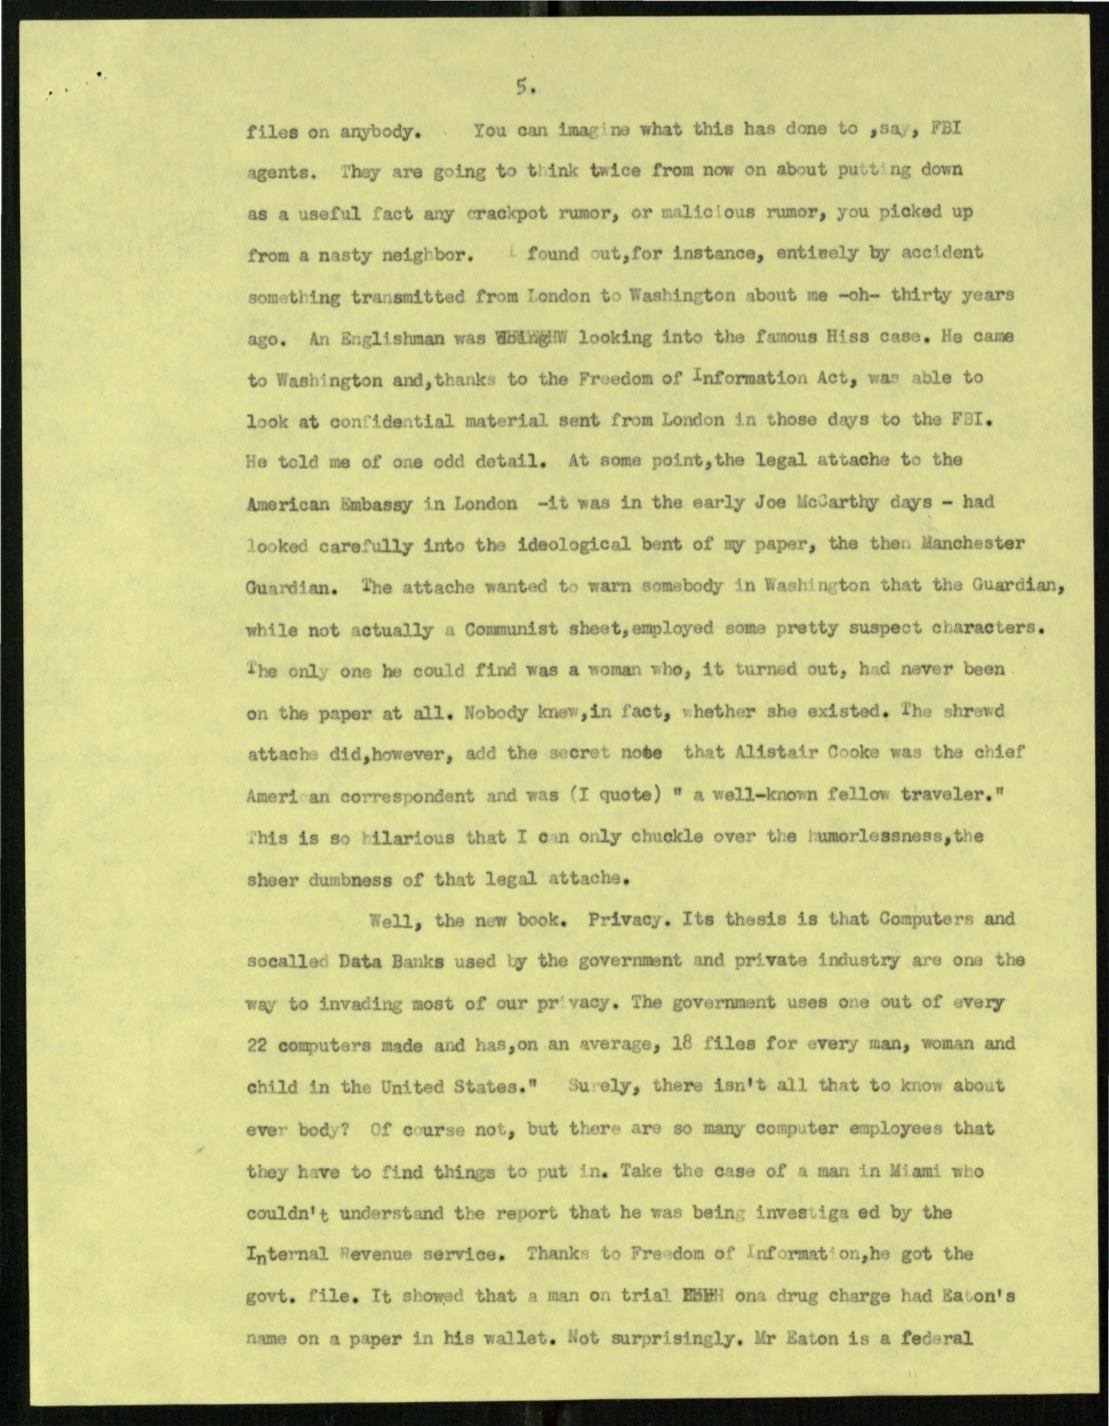 5.
files on anybody. You can imagine what this has done to ,say, FBI
agents. They are going to think twice from now on about putting down
as a useful fact any crackpot rumor, or malicious rumor, you picked up
from a nasty neighbor. I found out,for instance, entirely by accident
something transmitted from London to Washington about me -oh- thirty years
ago. An Englishman was looking into the famous Hiss case. He came
to Washington and,thanks to the Freedom of Information Act, was able to
look at confidential material sent from London in those days to the FBI.
He told me of one odd detail. At some point,the legal attache to the
American Embassy in London -it was in the early Joe McCarthy days - had
looked carefully into the ideological bent of my paper, the then Manchester
Guardian. The attache wanted to warn somebody in Washington that the Guardian,
while not actually a Communist sheet,employed some pretty suspect characters.
The only one he could find was a woman who, it turned out, had never been
on the paper at all. Nobody knew,in fact, whether she existed. The shrewd
attache did,however, add the secret note that Alistair Cooke was the chief
American correspondent and was (I quote) " a well-known fellow traveler."
This is so hilarious that I can only chuckle over the humorlessness,the
sheer dumbness of that legal attache.
Well, the new book. Privacy. Its thesis is that Computers and
socalled Data Banks used by the government and private industry are one the
way to invading most of our privacy. The government uses one out of every
22 computers made and has,on an average, 18 files for every man, woman and
child in the United States." Surely, there isn't all that to know about
ever body? Of course not, but there are so many computer employees that
they have to find things to put in. Take the case of a man in Miami who
couldn't understand the report that he was being investiga ed by the
Internal Revenue service. Thanks to Freedom of Information,he got the
govt. file. It showed that a man on trial ona drug charge had Eaton's
name on a paper in his wallet. Not surprisingly. Mr Eaton is a federal